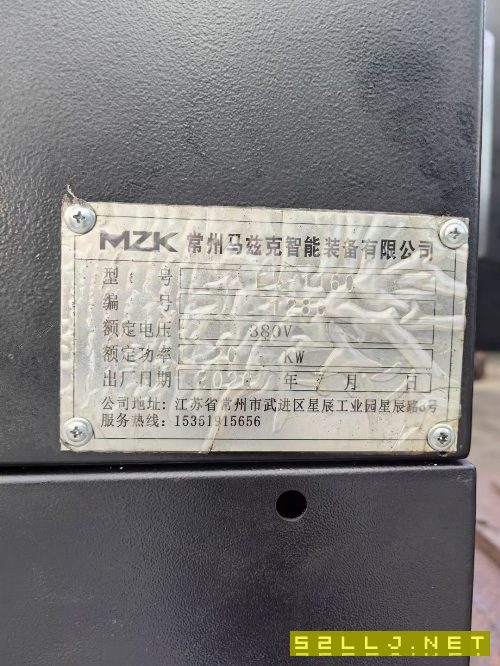 MZK 常州马兹克智能装备有限公司
型号
编号
额定电压 380V
额定功率 KW
出厂日期 年 月 日
公司地址: 江苏省常州市武进区星辰工业园星辰路8号
服务热线: 15351915656
52LLJ.NET